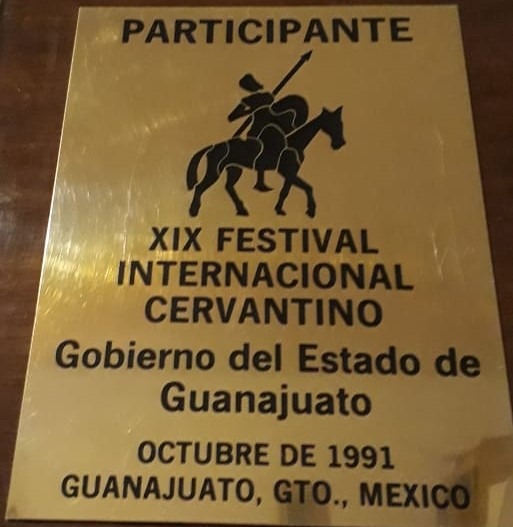 PARTICIPANTE
XIX FESTIVAL
INTERNACIONAL
CERVANTINO
Gobierno del Estado de
Guanajuato
OCTUBRE DE 1991
GUANAJUATO, GTO., MEXICO